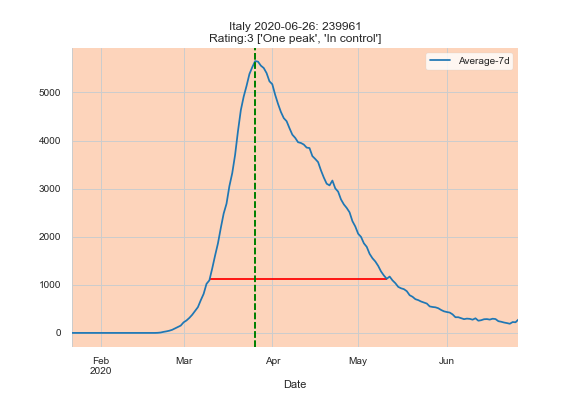 Italy 2020-06-26: 239961
Rating:3 ['One peak', 'In control']
Average-7d
5000
4000
3000
2000
1000
0
Feb
2020
Mar
Apr
May
Jun
Date